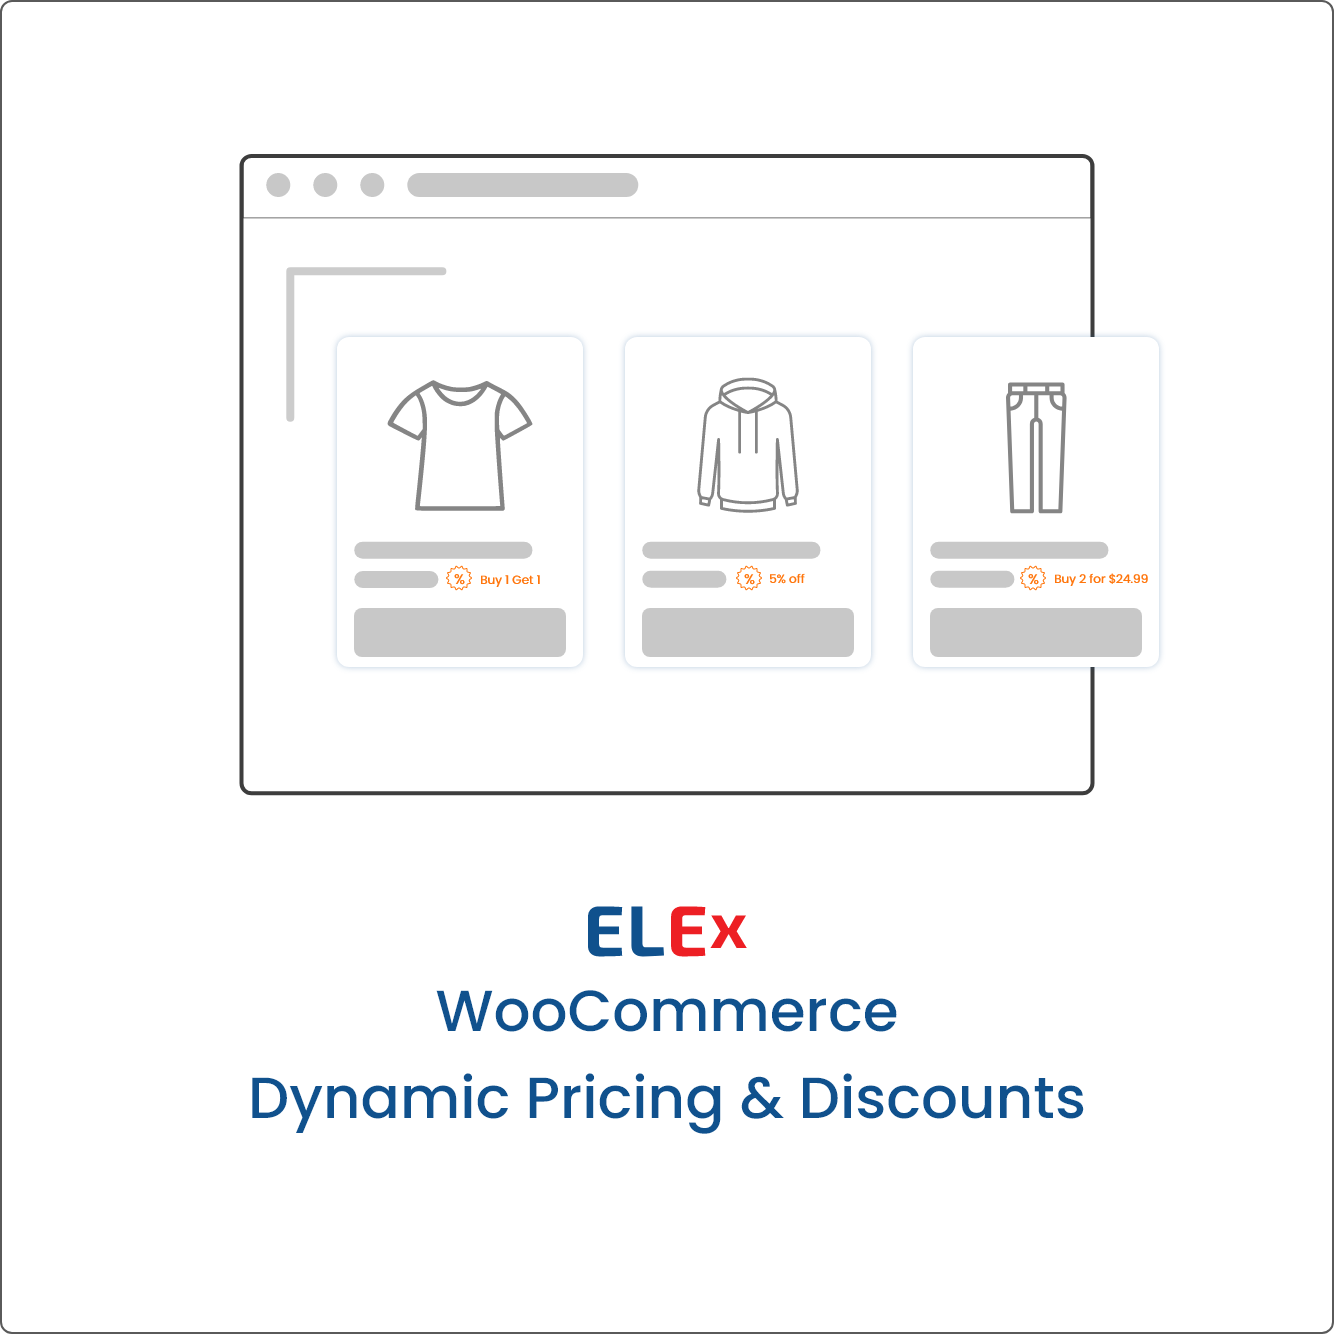 Buy 1 Get 1
5% off
Buy 2 for $24.99
ELEX
WooCommerce
Dynamic Pricing & Discounts